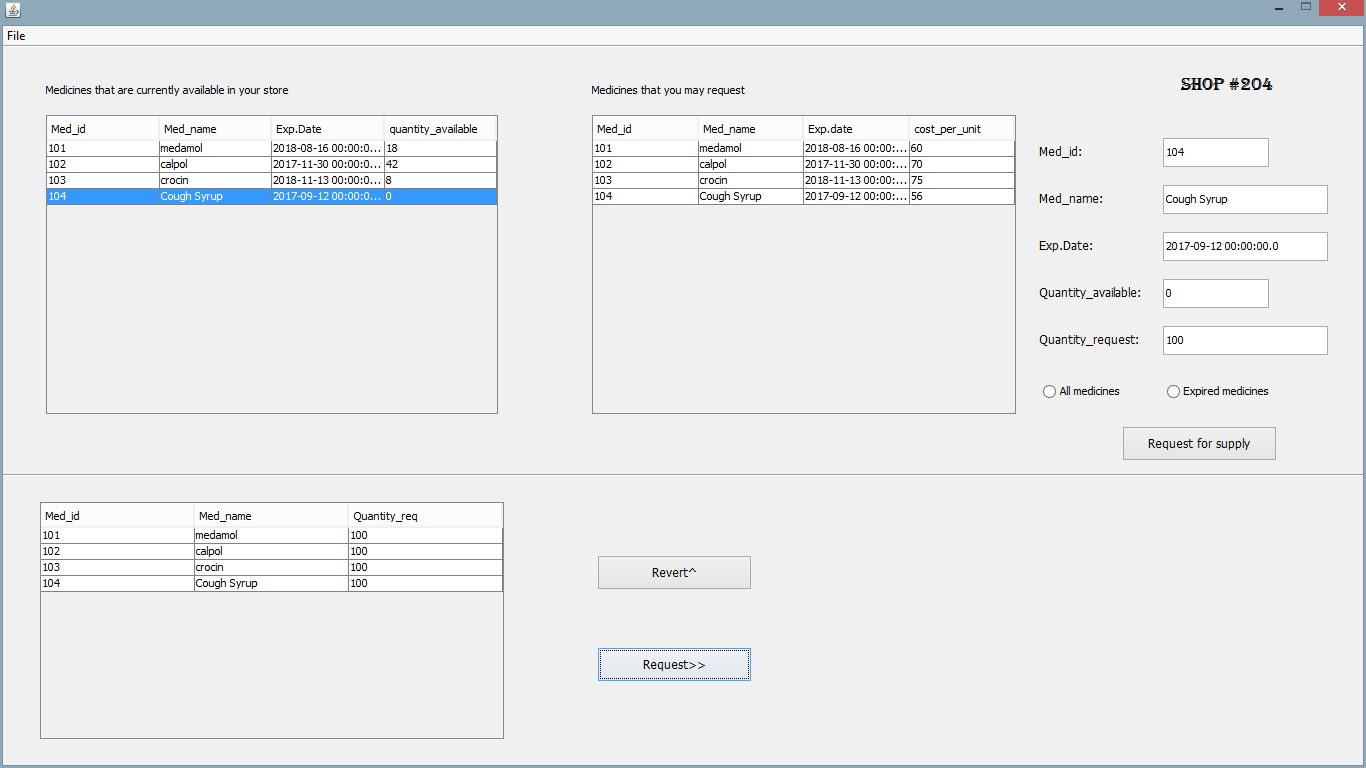 File
SHOP #204
Medicines that are currently available in your store
Med_id Med_name Exp.Date quantity_available
101 medamol 2018-08-16 00:00:0... 18
102 calpol 2017-11-30 00:00:0... 42
103 crocin 2018-11-13 00:00:0... 8
104 Cough Syrup 2017-09-12 00:00:0... 0
Medicines that you may request
Med_id Med_name Exp.date cost_per_unit
101 medamol 2018-08-16 00:00:... 60
102 calpol 2017-11-30 00:00:... 70
103 crocin 2018-11-13 00:00:... 75
104 Cough Syrup 2017-09-12 00:00:... 56
Med_id: 104
Med_name: Cough Syrup
Exp.Date: 2017-09-12 00:00:00.0
Quantity_available: 0
Quantity_request: 100
All medicines Expired medicines
Request for supply
Med_id Med_name Quantity_req
101 medamol 100
102 calpol 100
103 crocin 100
104 Cough Syrup 100
Revert^
Request>>